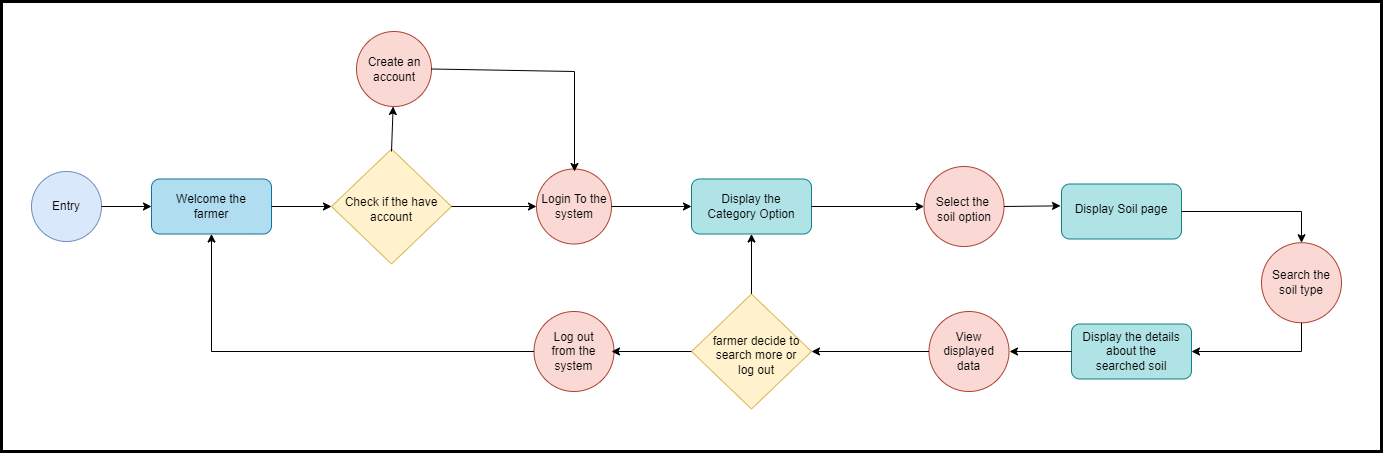 Create an
account
Entry
Welcome the
farmer
Check if the have
account
Login To the
system
Display the
Category Option
Select the
soil option
Display Soil page
Search the
soil type
Display the details
about the
searched soil
View
displayed
data
farmer decide to
search more or
log out
Log out
from the
system